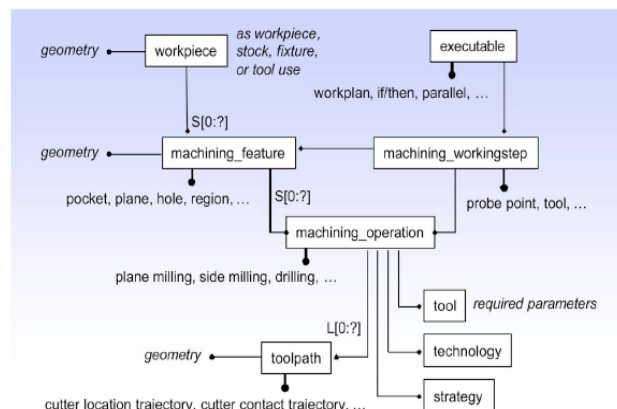 geometry
workpiece
as workpiece,
stock, fixture,
or tool use
executable
workplan, if/then, parallel, ...
S[0:?]
geometry
machining_feature
machining_workingstep
pocket, plane, hole, region, ...
S[0:?]
probe point, tool, ...
machining_operation
plane milling, side milling, drilling, ...
tool
required parameters
L[0:?]
technology
geometry
toolpath
strategy
cutter location trajectory, cutter contact trajectory, ...